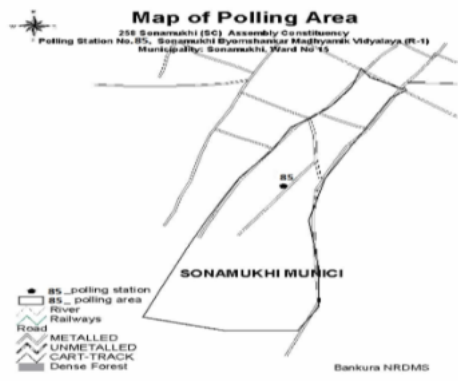 Map of Polling Area
258 Sonamukhi (SC) Assembly Constituency
Polling Station No. 85, Sonamukhi Byomshankar Madhyamik Vidyalaya (R-1)
Municipality: Sonamukhi, Ward No 15
85
SONAMUKHI MUNICI
85_polling station
85_ polling area
River
Railways
Road
METALLED
UNMETALLED
CART-TRACK
Dense Forest
Bankura NRDMS